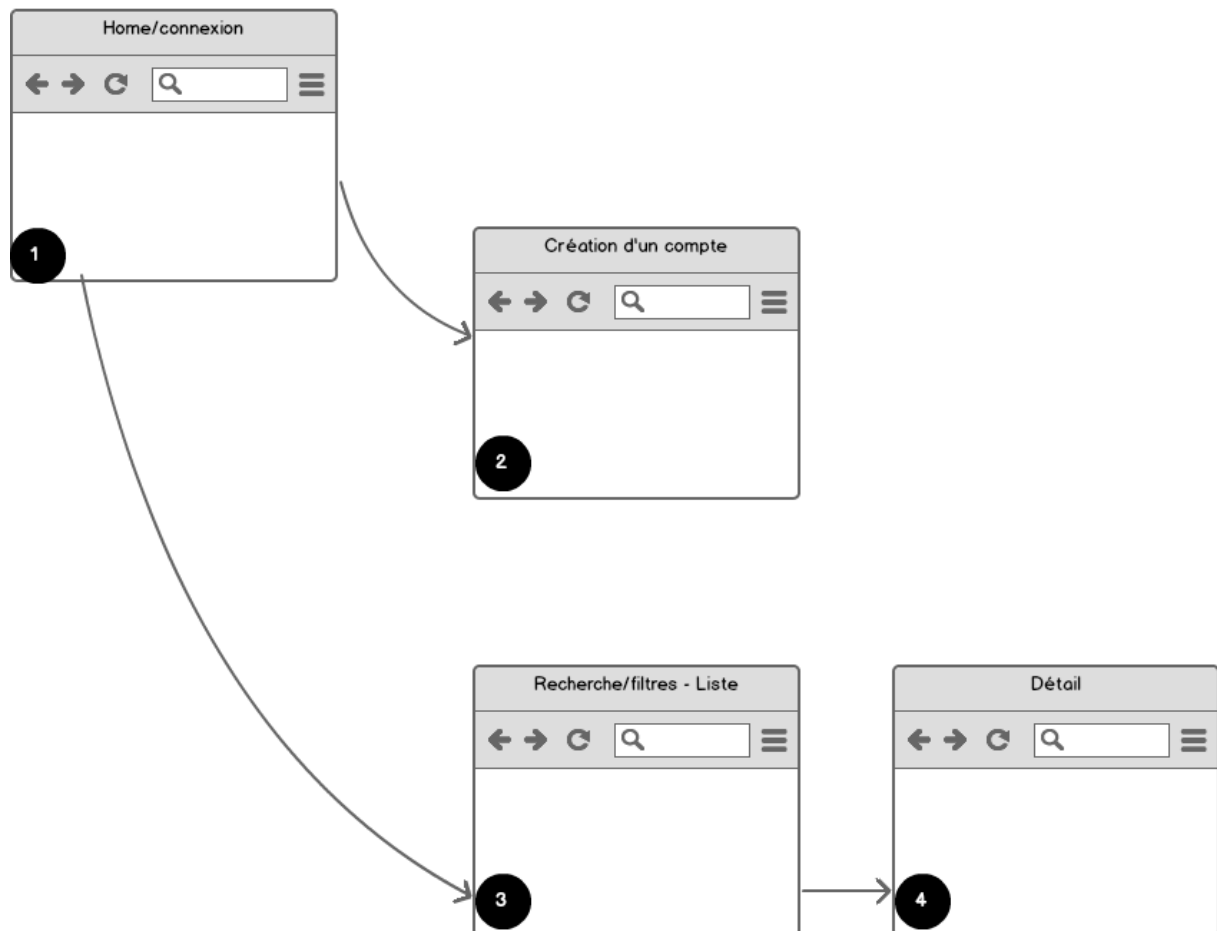 Home/connexion
1
Création d'un compte
2
Recherche/filtres - Liste
3
Détail
4